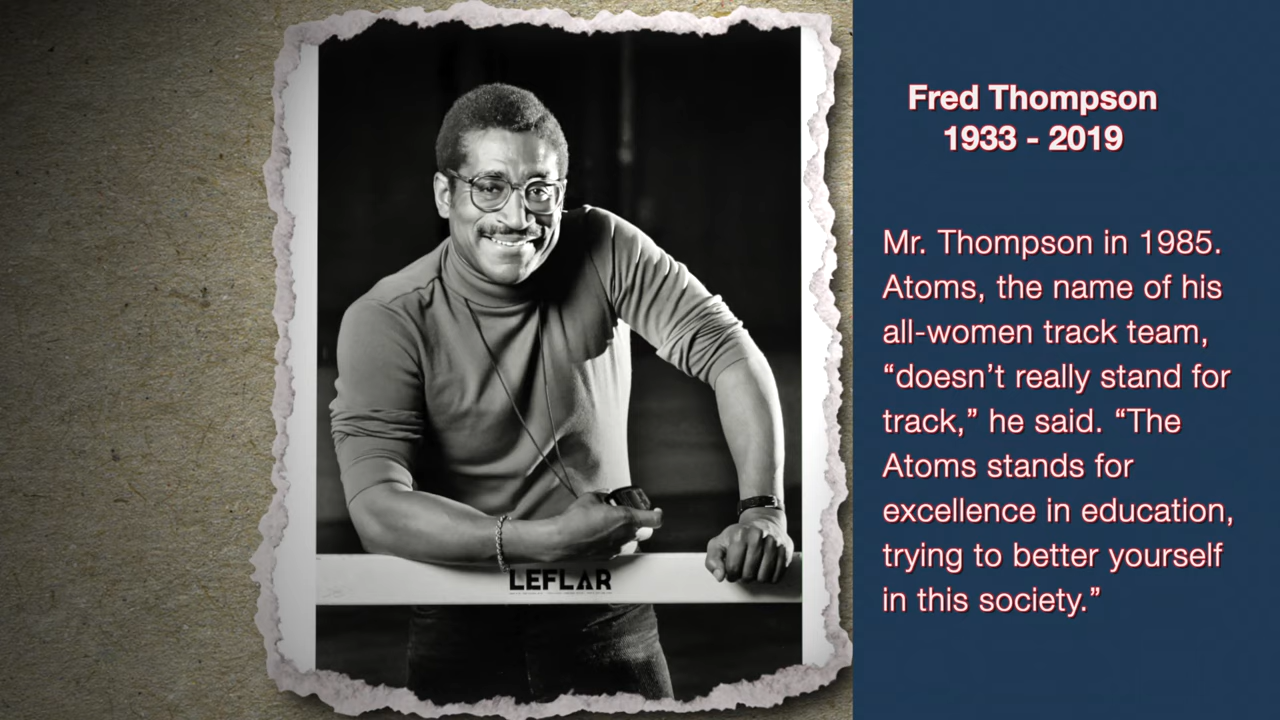 Fred Thompson
1933 - 2019
Mr. Thompson in 1985.
Atoms, the name of his
all-women track team,
“doesn’t really stand for
track,” he said. “The
Atoms stands for
excellence in education,
trying to better yourself
in this society.”
LEFLAR